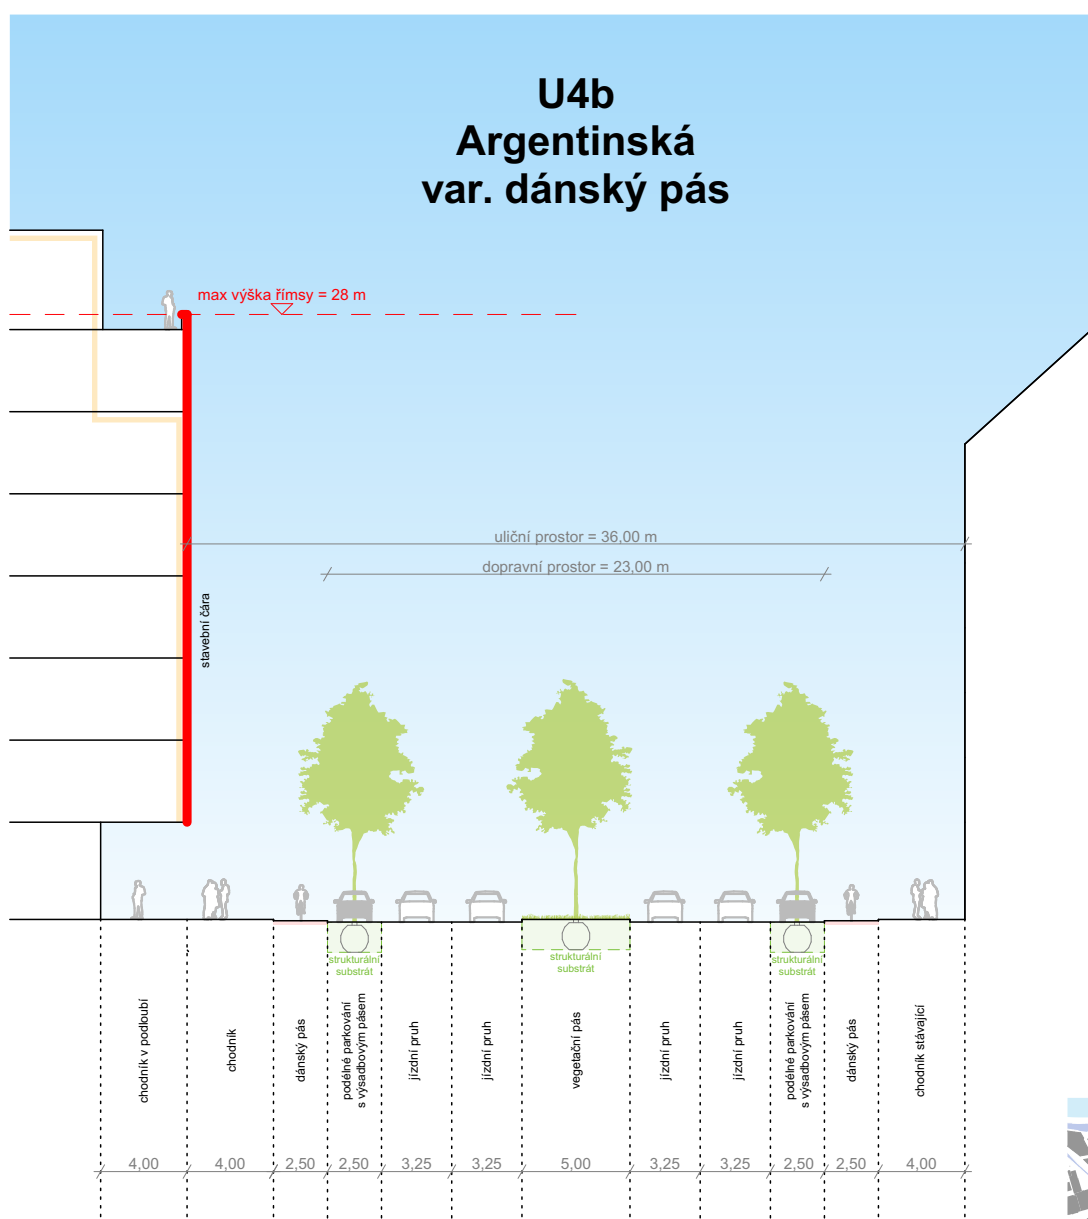 U4b
Argentinská
var. dánský pás
max výška římsy = 28 m
uliční prostor = 36,00 m
dopravní prostor = 23,00 m
stavební čára
strukturální
substrát
strukturální
substrát
strukturální
substrát
chodník v podloubí
chodník
dánský pás
podélné parkování
s výsadbovým pásem
jízdní pruh
jízdní pruh
vegetační pás
jízdní pruh
jízdní pruh
podélné parkování
s výsadbovým pásem
dánský pás
chodník stávající
4,00 4,00 2,50 2,50 3,25 3,25 5,00 3,25 3,25 2,50 2,50 4,00